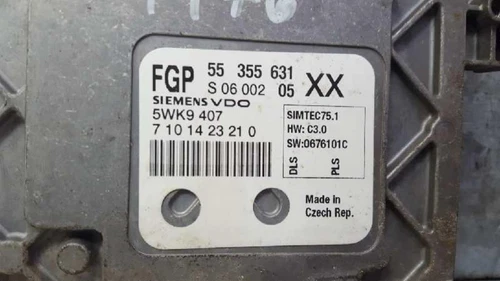 FGP 55 355 631 XX
S 06 002 05
SIEMENS VDO
5WK9 407
7 10 14 23 21 0
SIMTEC75.1
HW: C3.0
SW:0676101C
DLS
PLS
Made in
Czech Rep.